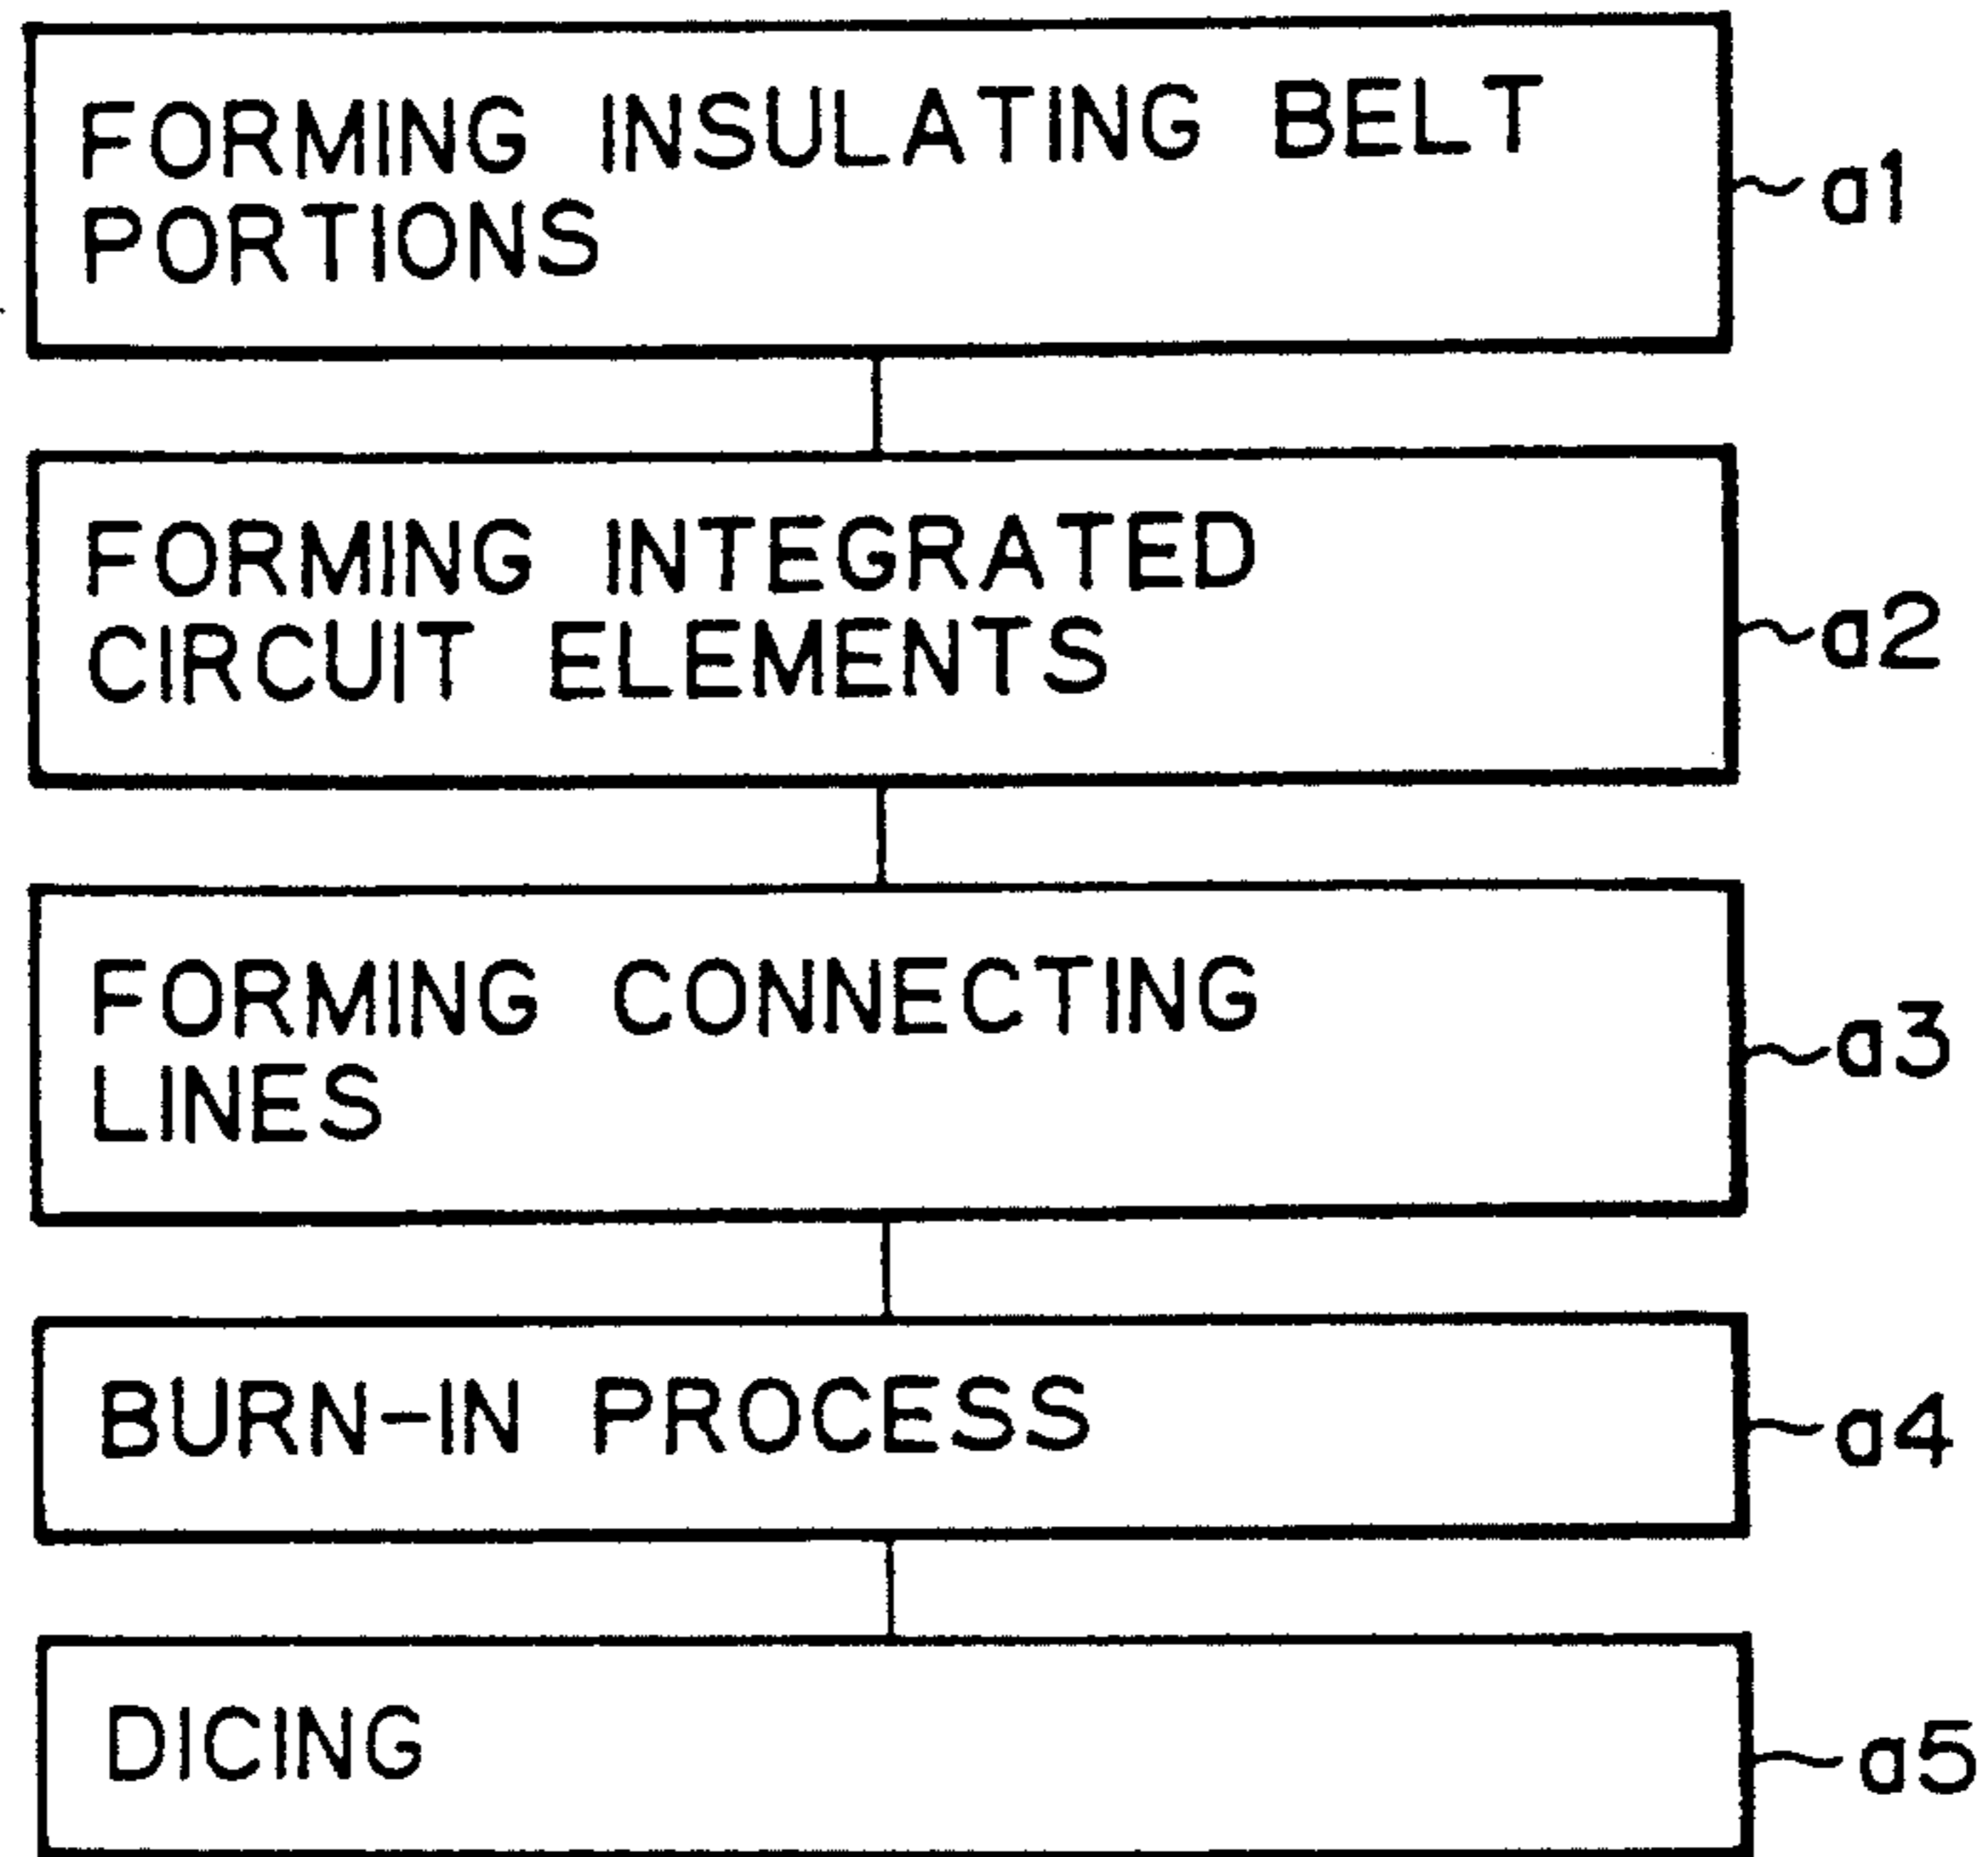 FORMING INSULATING BELT
PORTIONS
a1
FORMING INTEGRATED
CIRCUIT ELEMENTS
a2
FORMING CONNECTING
LINES
a3
BURN-IN PROCESS
a4
DICING
a5